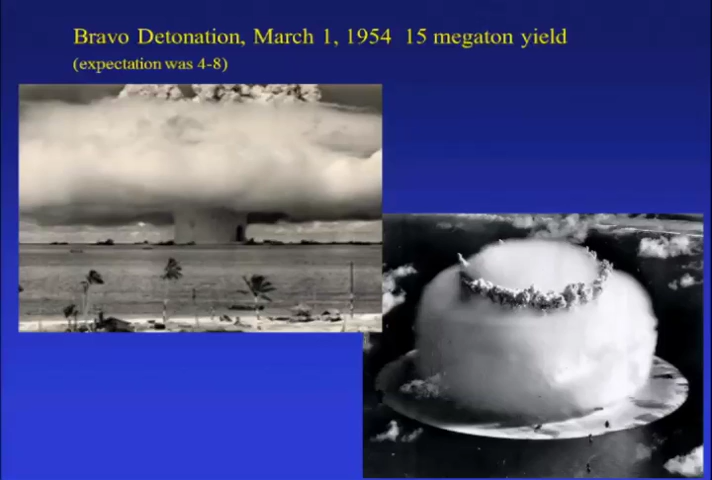 Bravo Detonation, March 1, 1954 15 megaton yield
(expectation was 4-8)